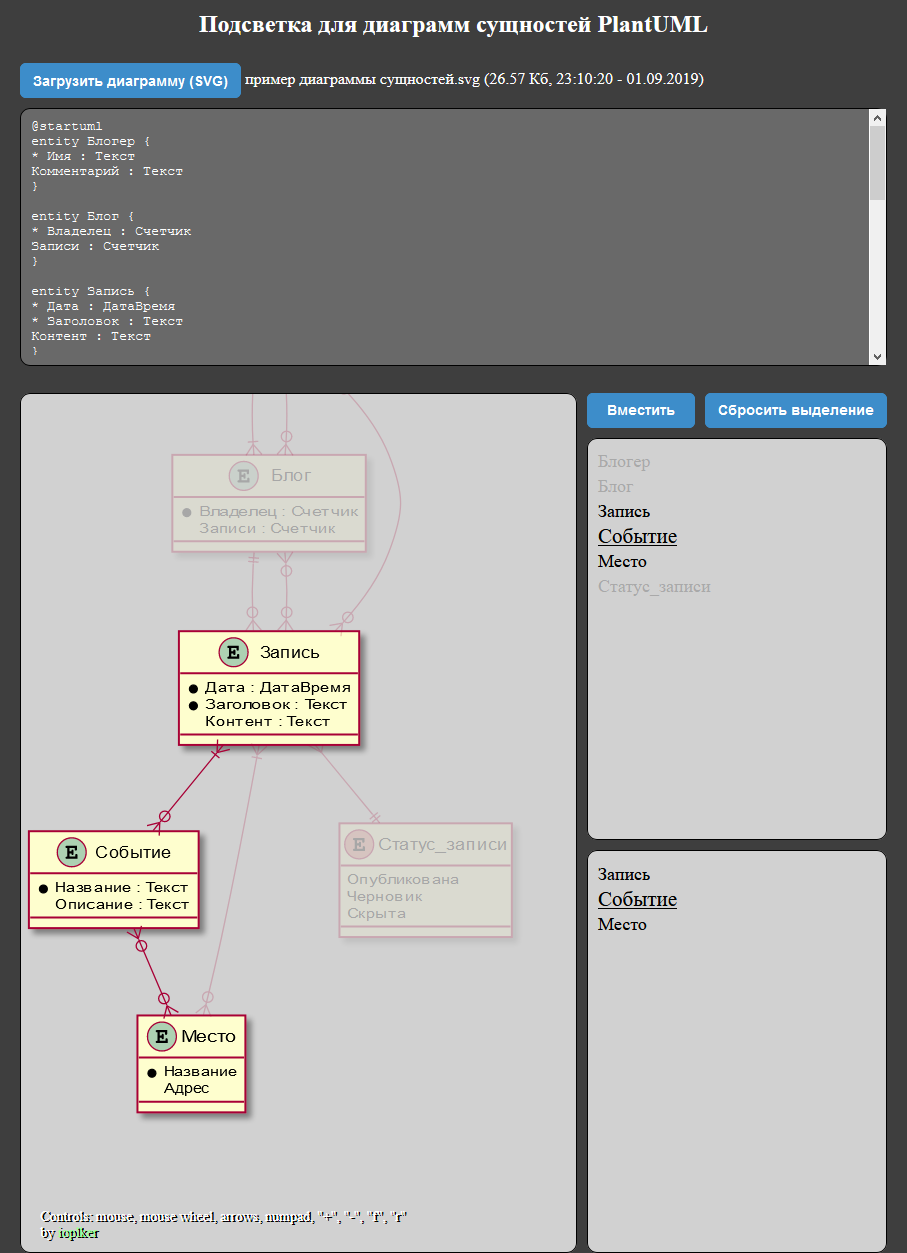 Подсветка для диаграмм сущностей PlantUML
Загрузить диаграмму (SVG) пример диаграммы сущностей.svg (26.57 Кб, 23:10:20 - 01.09.2019)
@startuml
entity Блогер {
* Имя : Текст
Комментарий : Текст
}
entity Блог {
* Владелец : Счетчик
Записи : Счетчик
}
entity Запись {
* Дата : ДатаВремя
* Заголовок : Текст
Контент : Текст
}
Вместить
Сбросить выделение
E Блог
Владелец : Счетчик
Записи : Счетчик
E Запись
Дата : ДатаВремя
Заголовок : Текст
Контент : Текст
E Событие
Название : Текст
Описание : Текст
E Статус_записи
Опубликована
Черновик
Скрыта
E Место
Название
Адрес
Controls: mouse, mouse wheel, arrows, numpad, "+", "-", "f", "r"
by iopiker
Блогер
Блог
Запись
Событие
Место
Статус_записи
Запись
Событие
Место